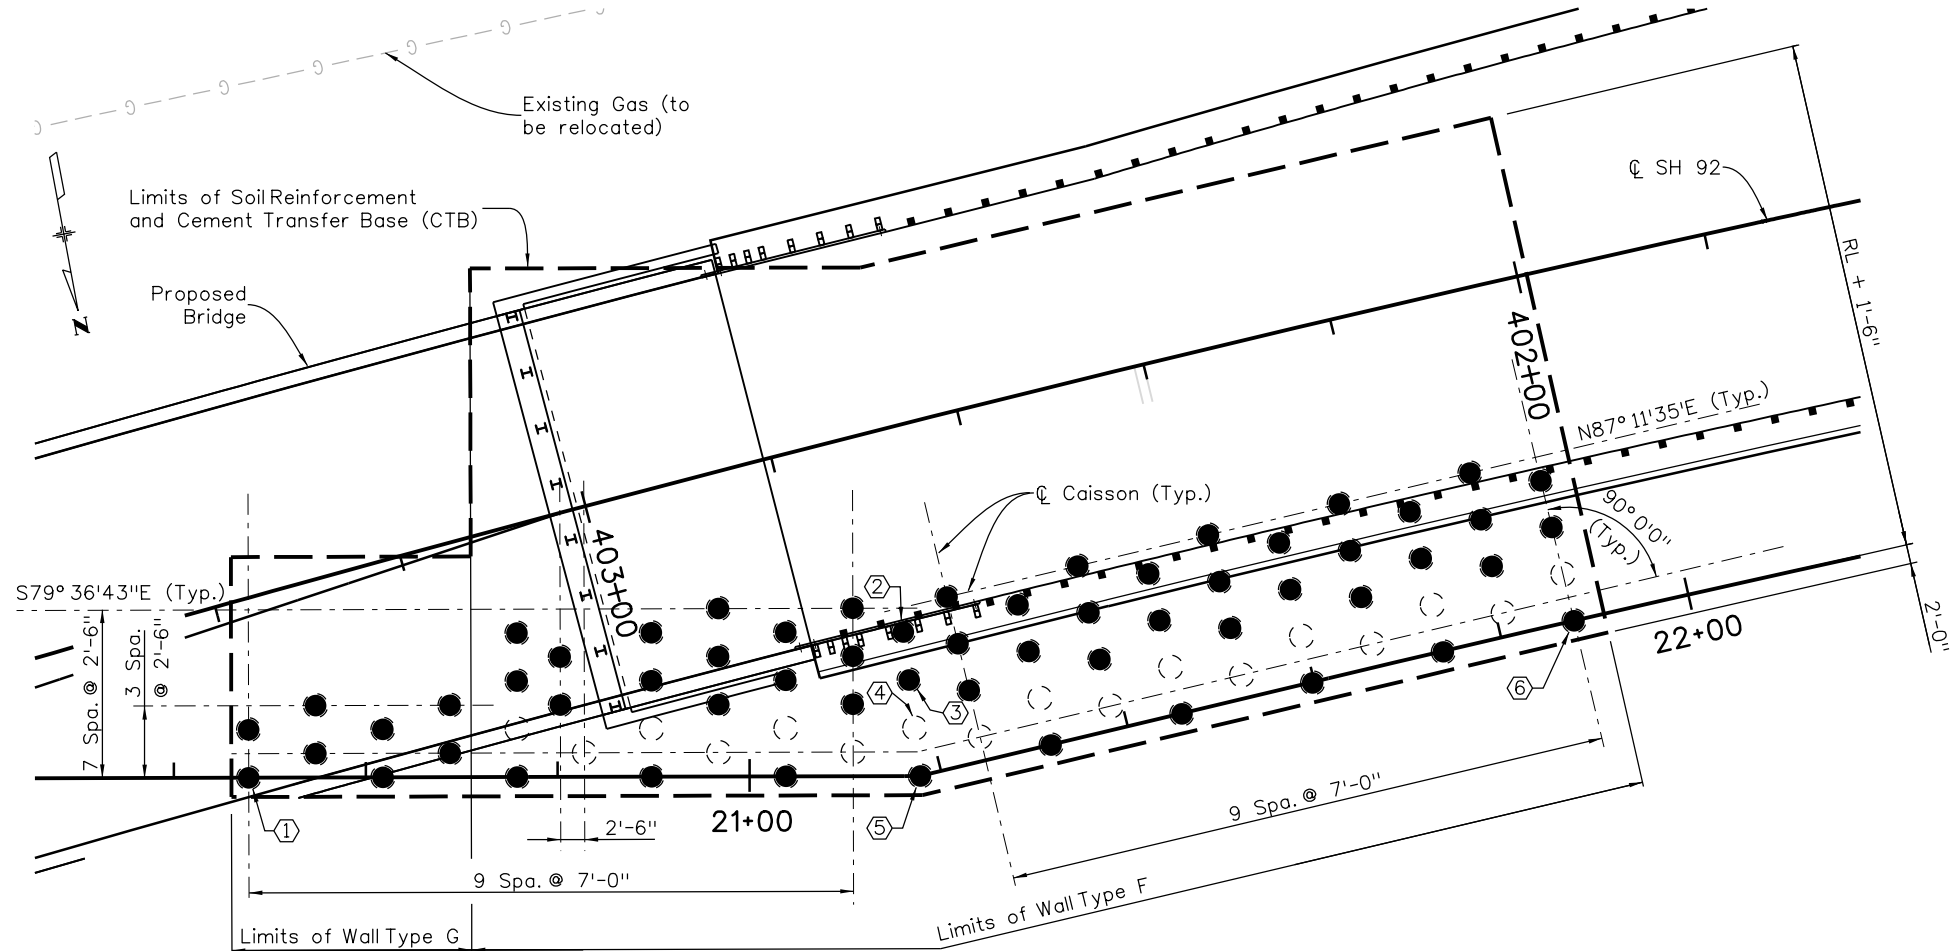 G G G G G G G
Existing Gas (to
be relocated)
Limits of Soil Reinforcement
and Cement Transfer Base (CTB)
Proposed
Bridge
N
℄ SH 92
RL + 1'-6"
402+00
N87° 11'35"E (Typ.)
℄ Caisson (Typ.)
90° 0'0"
(Typ.)
403+00
S79° 36'43"E (Typ.)
7 Spa. @ 2'-6"
3 Spa.
@ 2'-6"
2
4
3
6
22+00
2'-0"
1
5
21+00
2'-6"
9 Spa. @ 7'-0"
9 Spa. @ 7'-0"
Limits of Wall Type F
Limits of Wall Type G